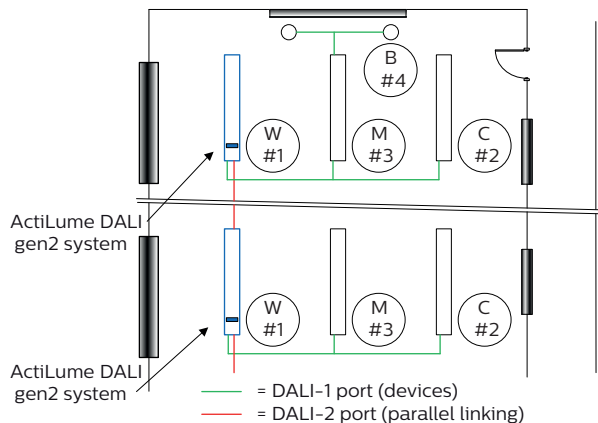 B
#4
W
#1
M
#3
C
#2
ActiLume DALI
gen2 system
W
#1
M
#3
C
#2
ActiLume DALI
gen2 system
= DALI-1 port (devices)
= DALI-2 port (parallel linking)